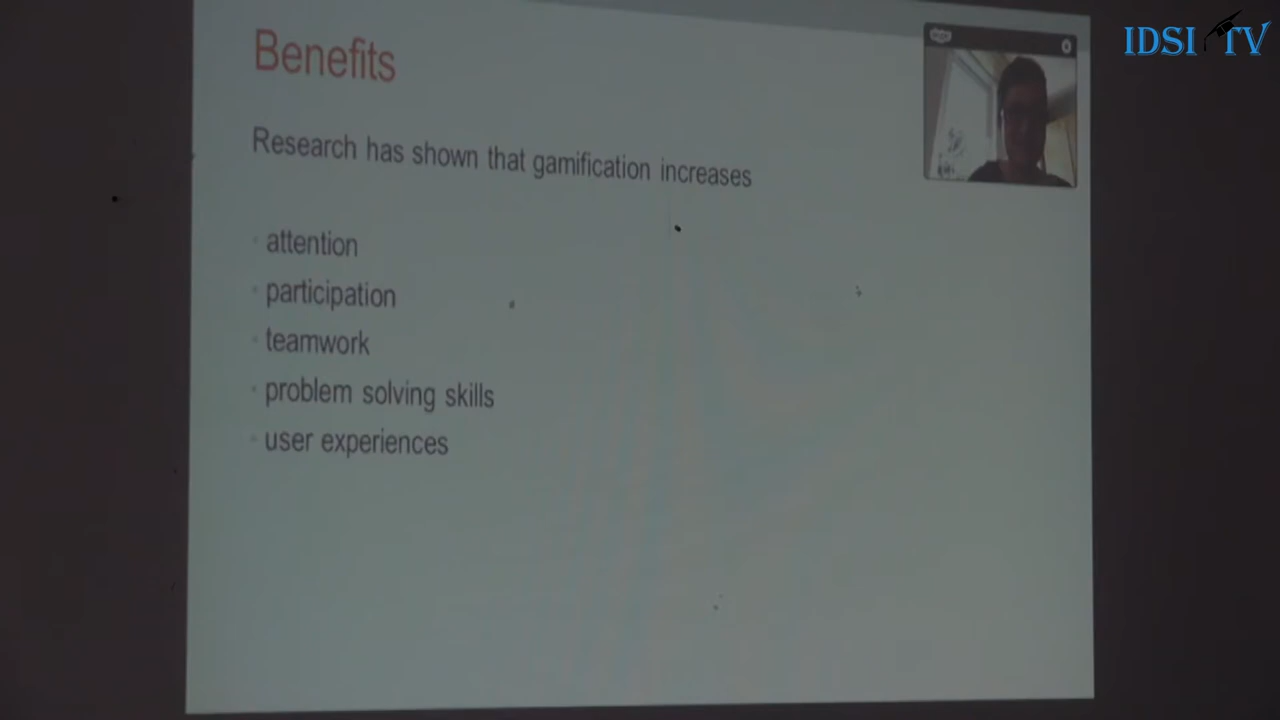 IDSI TV
Benefits
Research has shown that gamification increases
attention
participation
teamwork
problem solving skills
user experiences